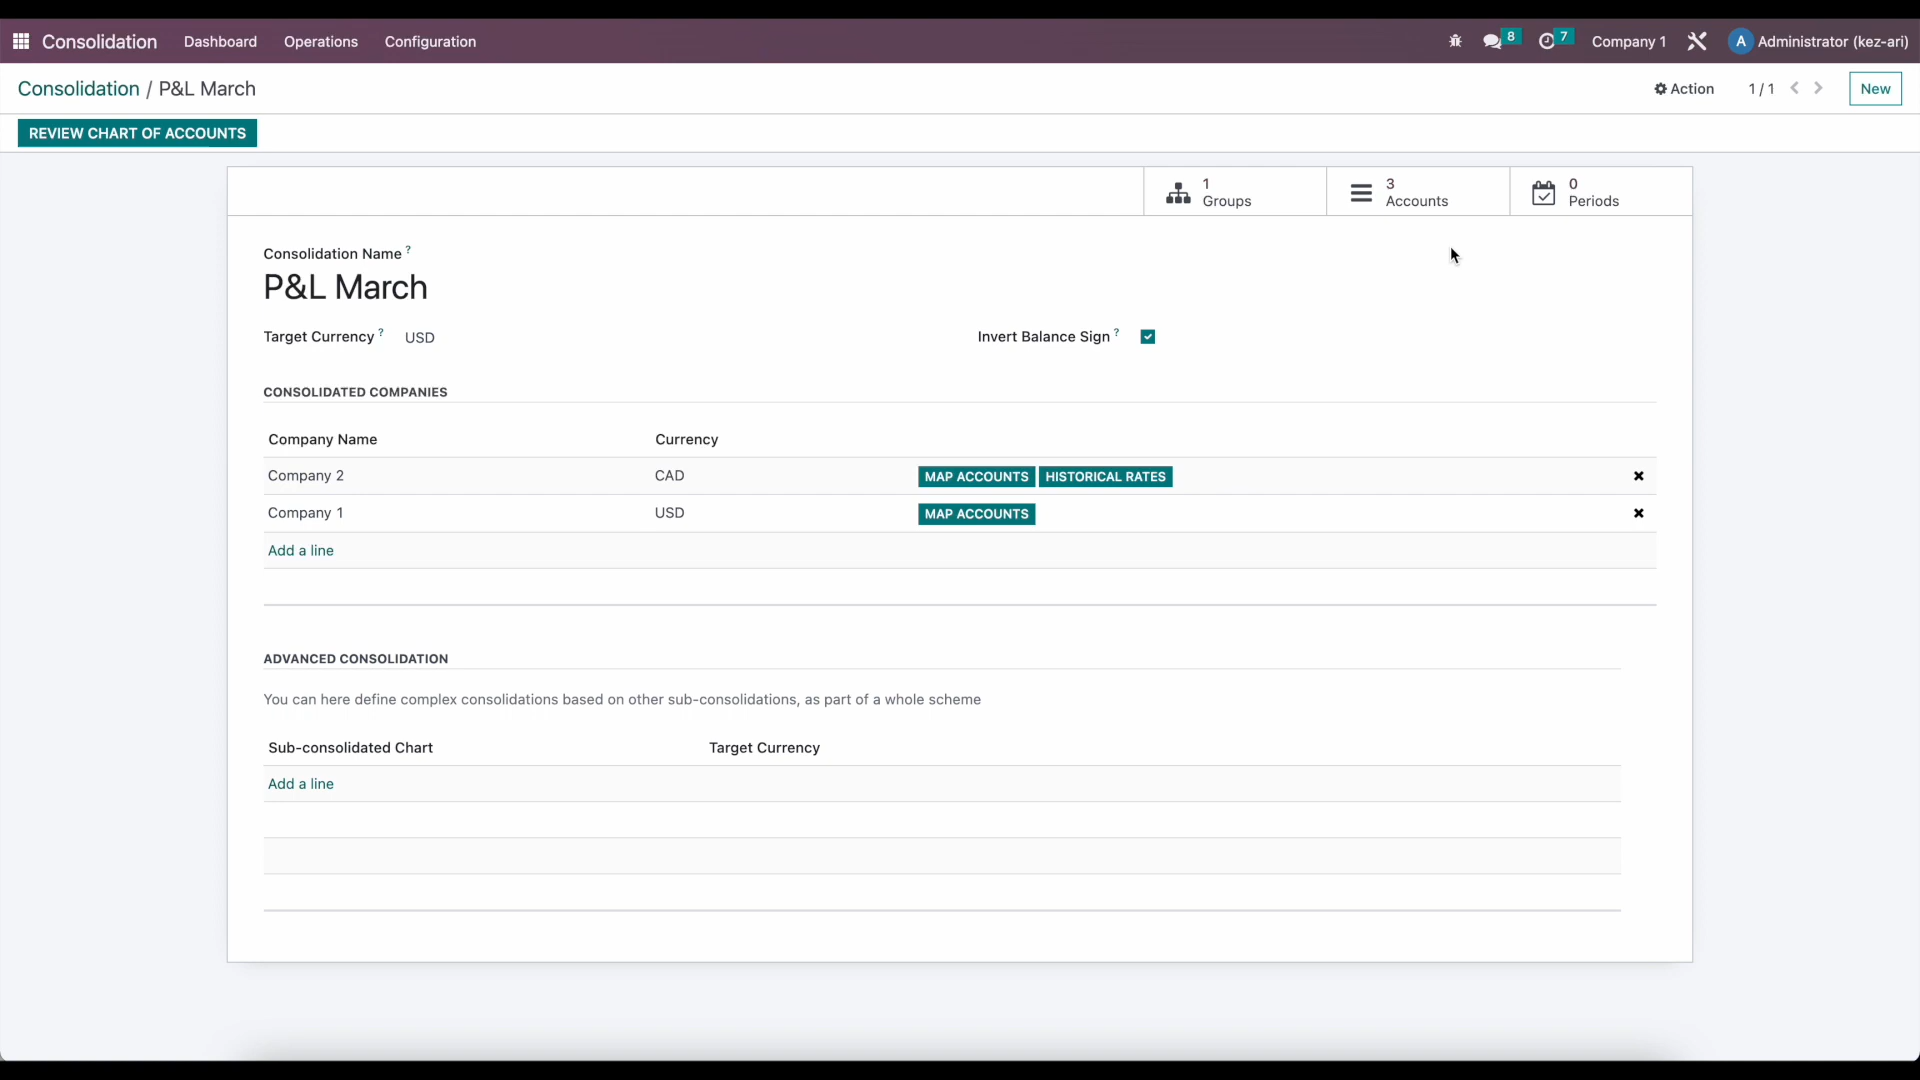 Consolidation Dashboard Operations Configuration 8 7 Company 1 A Administrator (kez-ari)
Consolidation / P&L March Action 1 / 1 New
REVIEW CHART OF ACCOUNTS
1 Groups 3 Accounts 0 Periods
Consolidation Name ?
P&L March
Target Currency ? USD Invert Balance Sign ?
CONSOLIDATED COMPANIES
Company Name Currency
Company 2 CAD MAP ACCOUNTS HISTORICAL RATES
Company 1 USD MAP ACCOUNTS
Add a line
ADVANCED CONSOLIDATION
You can here define complex consolidations based on other sub-consolidations, as part of a whole scheme
Sub-consolidated Chart Target Currency
Add a line